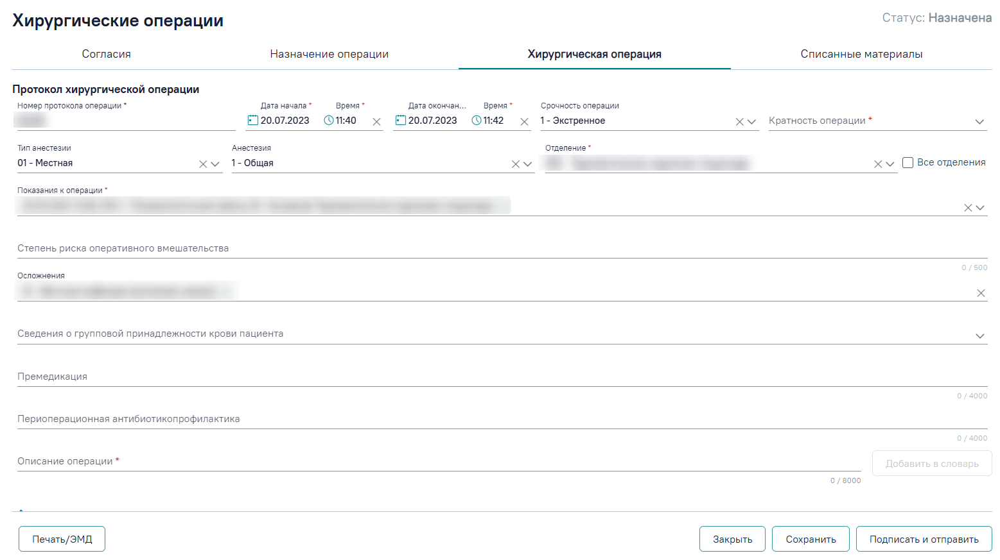 Хирургические операции
Статус: Назначена
Согласия
Назначение операции
Хирургическая операция
Списанные материалы
Протокол хирургической операции
Номер протокола операции *
Дата начала * Время *
20.07.2023 11:40
Дата окончан... Время *
20.07.2023 11:42
Срочность операции
1 - Экстренное
Кратность операции *
Тип анестезии
01 - Местная
Анестезия
1 - Общая
Отделение *
Все отделения
Показания к операции *
Степень риска оперативного вмешательства
0 / 500
Осложнения
Сведения о групповой принадлежности крови пациента
Премедикация
0 / 4000
Периоперационная антибиотикопрофилактика
0 / 4000
Описание операции *
0 / 8000
Добавить в словарь
Печать/ЭМД
Закрыть
Сохранить
Подписать и отправить